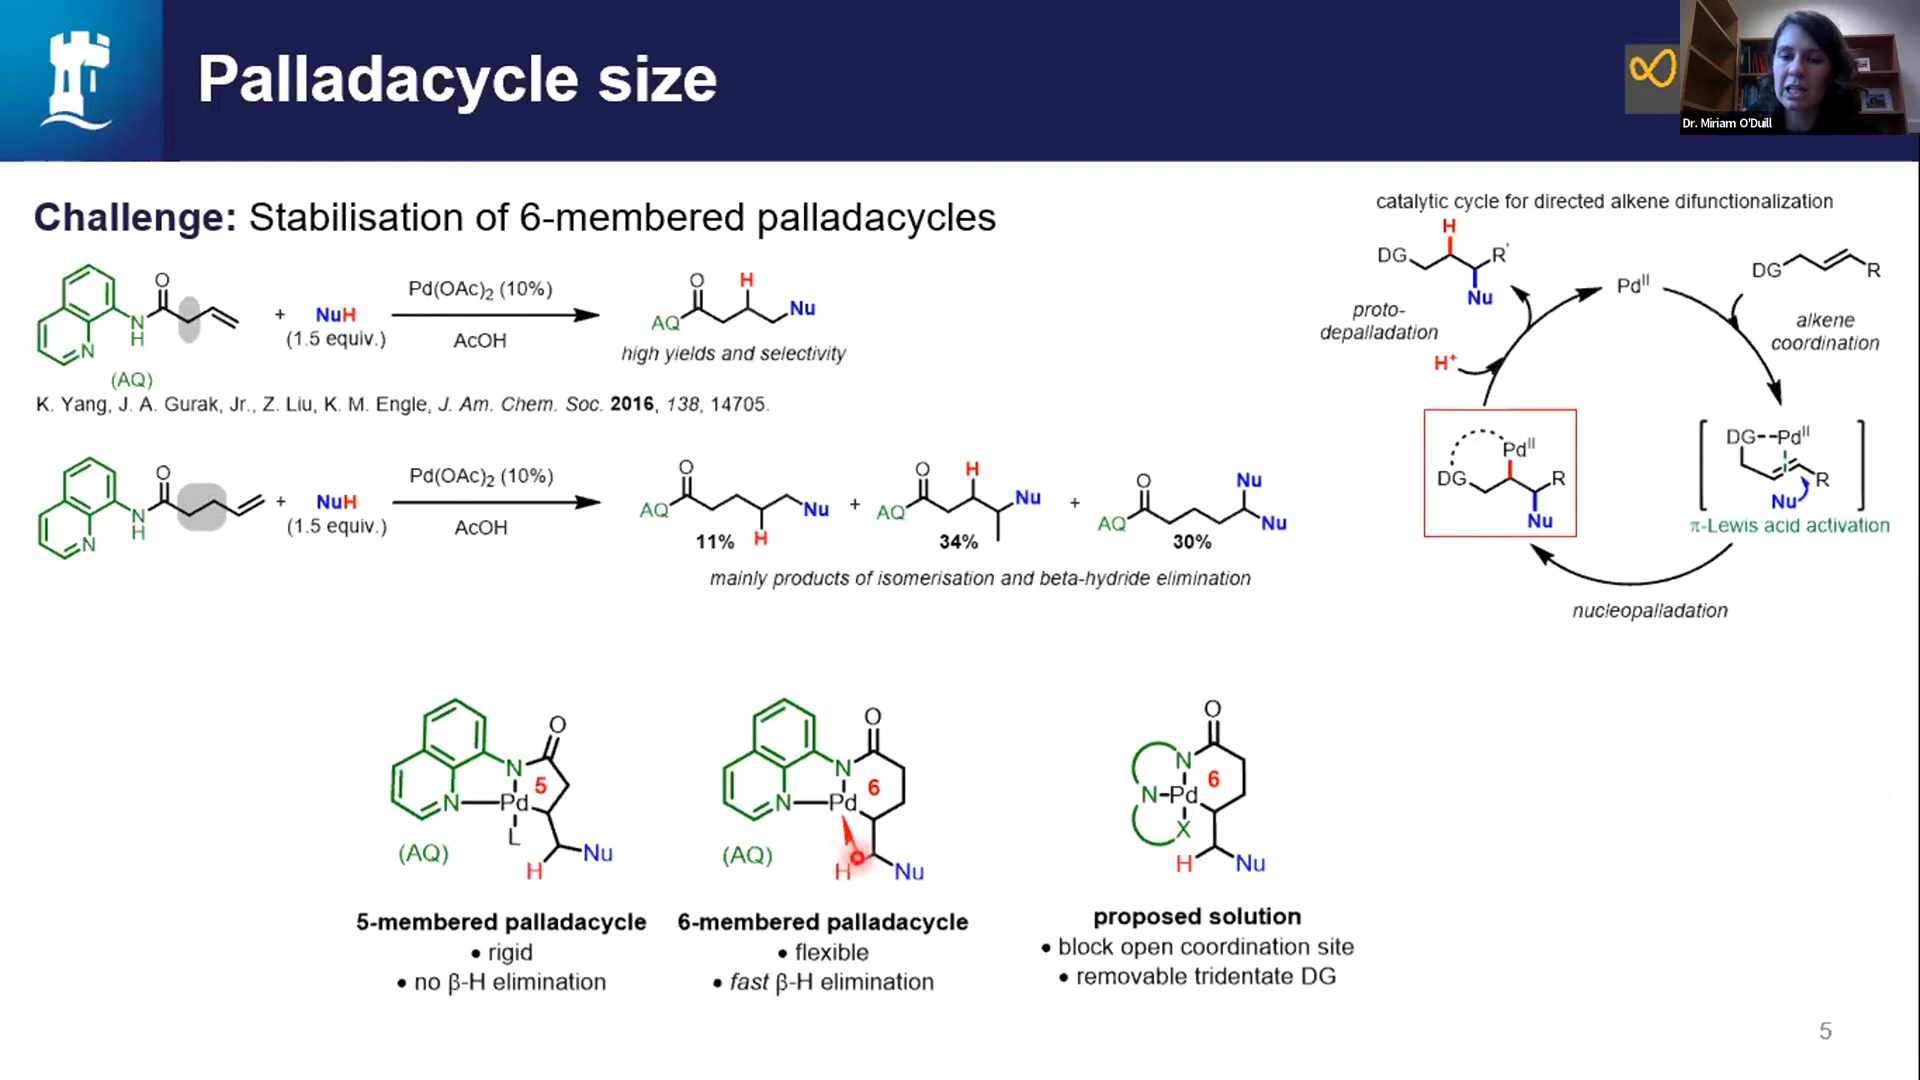 Palladacycle size
Dr. Miriam O'Duill
Challenge: Stabilisation of 6-membered palladacycles
O
N
H
N
(AQ)
+
NuH
(1.5 equiv.)
Pd(OAc)₂ (10%)
AcOH
O
H
AQ
Nu
high yields and selectivity
K. Yang, J. A. Gurak, Jr., Z. Liu, K. M. Engle, J. Am. Chem. Soc. 2016, 138, 14705.
O
N
H
N
+
NuH
(1.5 equiv.)
Pd(OAc)₂ (10%)
AcOH
O
AQ
Nu
H
11%
+
O
H
AQ
Nu
34%
+
O
Nu
AQ
Nu
30%
mainly products of isomerisation and beta-hydride elimination
catalytic cycle for directed alkene difunctionalization
H
DG
R'
Nu
Pdᴵᴵ
DG
R
proto-
depalladation
H⁺
alkene
coordination
Pdᴵᴵ
DG
R
Nu
DG--Pdᴵᴵ
R
Nu
π-Lewis acid activation
nucleopalladation
O
N
5
N
Pd
L
(AQ)
H
Nu
5-membered palladacycle
• rigid
• no β-H elimination
O
N
6
N
Pd
(AQ)
H
Nu
6-membered palladacycle
• flexible
• fast β-H elimination
O
N
6
N-Pd
X
H
Nu
proposed solution
• block open coordination site
• removable tridentate DG
5